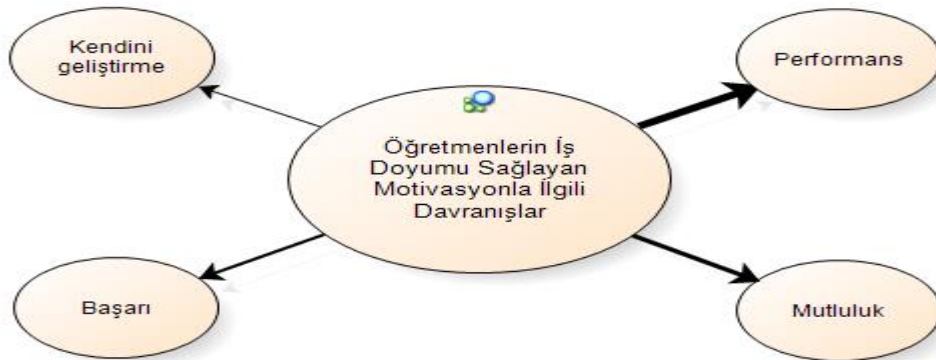 Kendini
geliştirme
Performans
Öğretmenlerin İş
Doyumu Sağlayan
Motivasyonla İlgili
Davranışlar
Başarı
Mutluluk